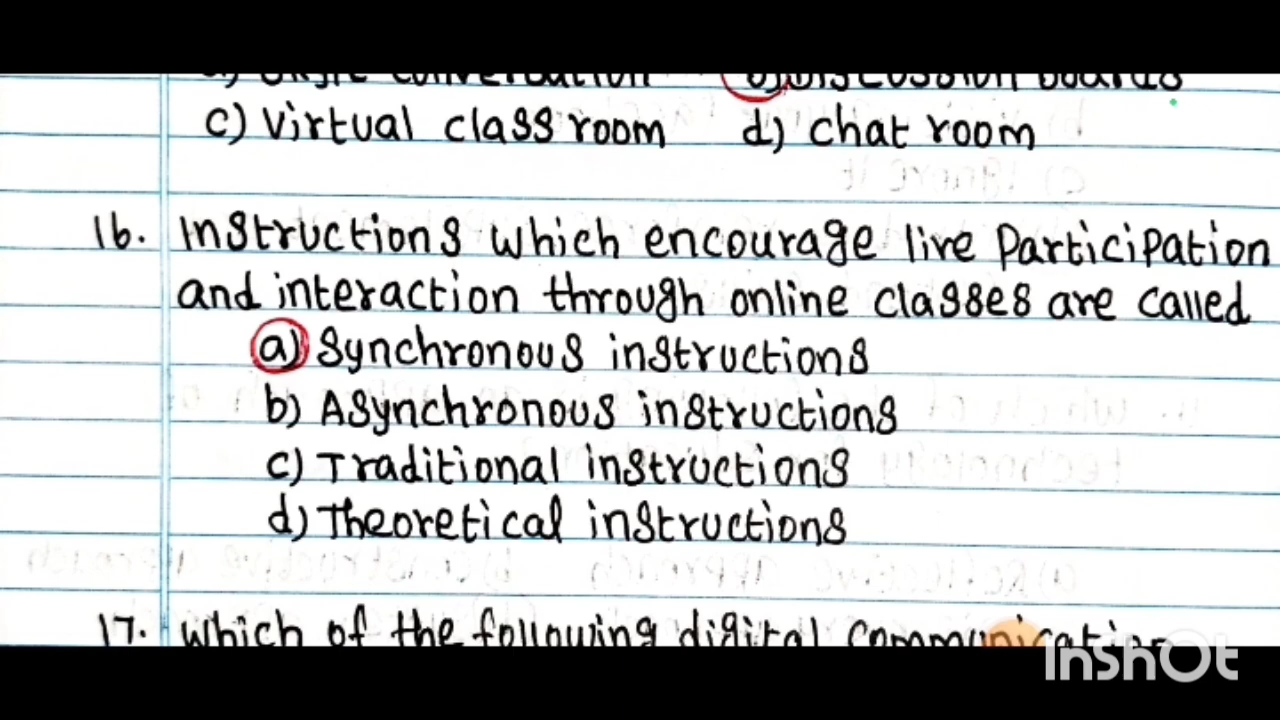 c) Virtual class room d) chat room
16. Instructions which encourage live Participation
and interaction through online classes are called
a) Synchronous instructions
b) Asynchronous instructions
c) Traditional instructions
d) Theoretical instructions
17. Which of the following digital communication
InShOt